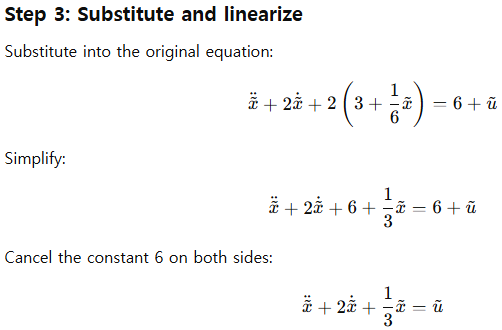 Step 3: Substitute and linearize
Substitute into the original equation:
$\ddot{\tilde{x}} + 2\dot{\tilde{x}} + 2\left(3 + \frac{1}{6}\tilde{x}\right) = 6 + \tilde{u}$
Simplify:
$\ddot{\tilde{x}} + 2\dot{\tilde{x}} + 6 + \frac{1}{3}\tilde{x} = 6 + \tilde{u}$
Cancel the constant 6 on both sides:
$\ddot{\tilde{x}} + 2\dot{\tilde{x}} + \frac{1}{3}\tilde{x} = \tilde{u}$